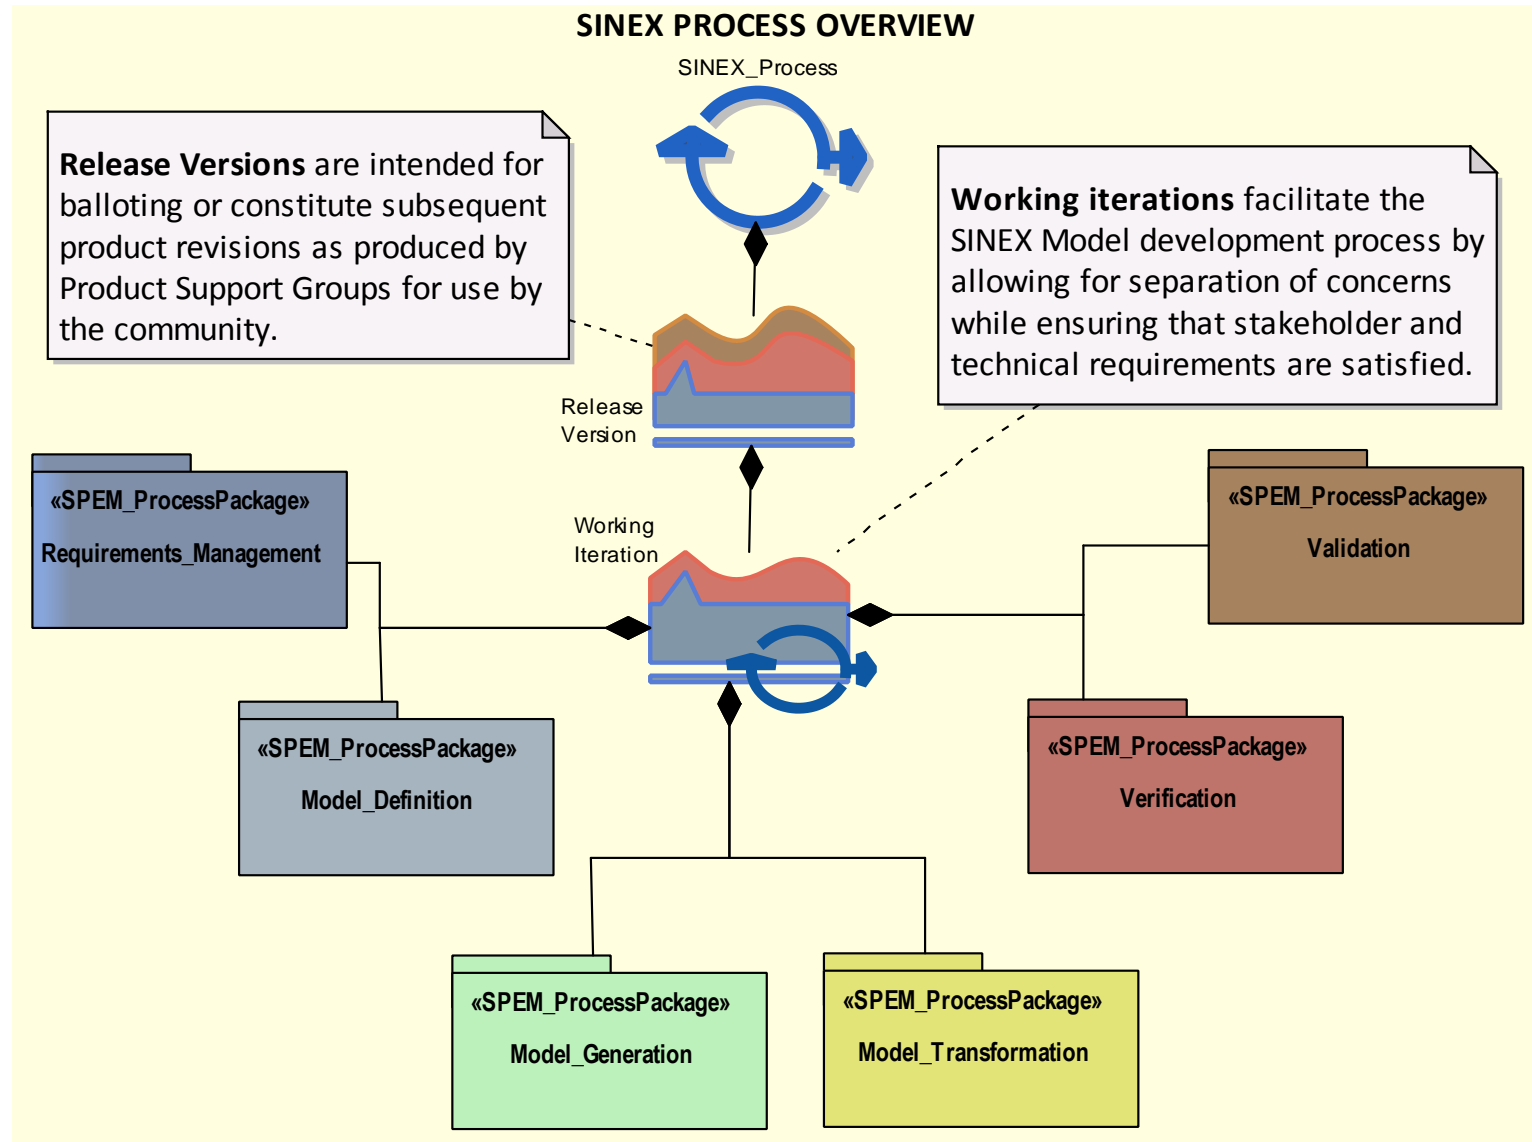 SINEX PROCESS OVERVIEW
SINEX_Process
Release Versions are intended for
balloting or constitute subsequent
product revisions as produced by
Product Support Groups for use by
the community.
Working iterations facilitate the
SINEX Model development process by
allowing for separation of concerns
while ensuring that stakeholder and
technical requirements are satisfied.
Release
Version
Working
Iteration
«SPEM_ProcessPackage»
Requirements_Management
«SPEM_ProcessPackage»
Validation
«SPEM_ProcessPackage»
Model_Definition
«SPEM_ProcessPackage»
Verification
«SPEM_ProcessPackage»
Model_Generation
«SPEM_ProcessPackage»
Model_Transformation